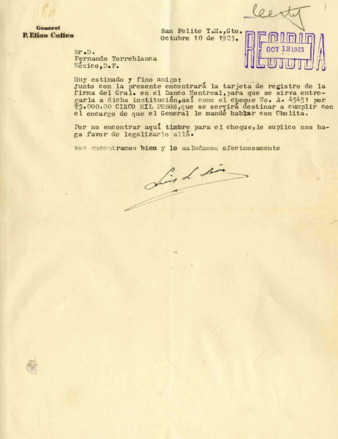 General
P. Elías Calles
San Felipe T.M., Gto.
Octubre 10 de 1923.
RECIBIDA
OCT 13 1923
Sr. D.
Fernando Torreblanca
México, D.F.
Muy estimado y fino amigo:
Junto con la presente encontrará la tarjeta de registro de la
firma del Gral. en el Banco Montreal, para que se sirva entre-
garla a dicha institución, así como el cheque No. A. 45451 por
$5.000.00 CINCO MIL PESOS, que se servirá destinar a cumplir con
el encargo de que el General le mandó hablar con Cholita.
Por no encontrar aquí timbre para el cheque, le suplico nos ha-
ga favor de legalizarlo allá.
Nos encontramos bien y lo saludamos afectuosamente
Luis L. León